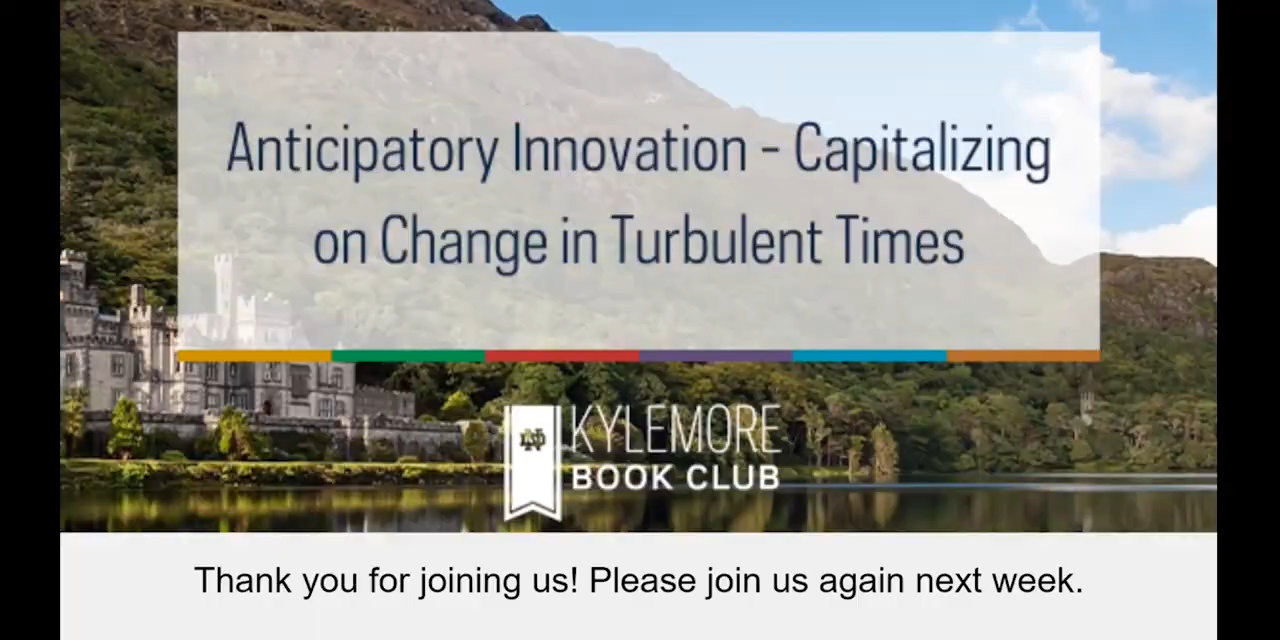 Anticipatory Innovation - Capitalizing
on Change in Turbulent Times
ND
KYLEMORE
BOOK CLUB
Thank you for joining us! Please join us again next week.